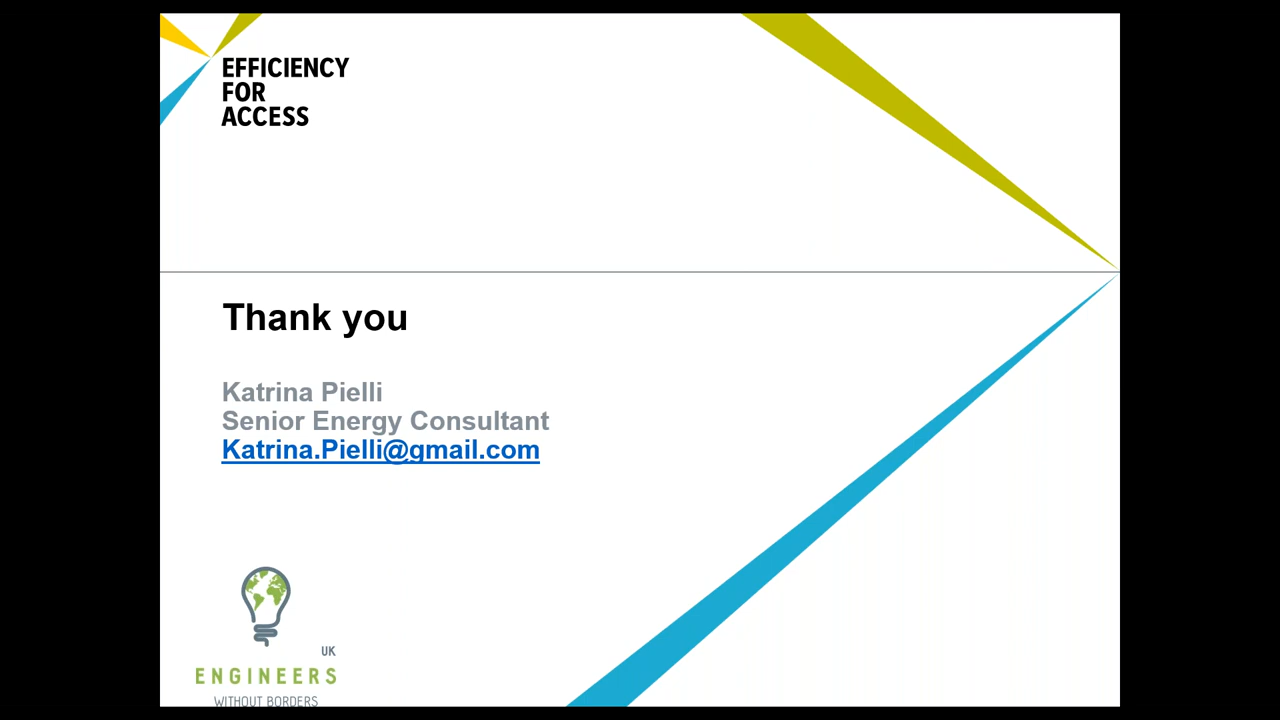 EFFICIENCY
FOR
ACCESS
Thank you
Katrina Pielli
Senior Energy Consultant
Katrina.Pielli@gmail.com
UK
ENGINEERS
WITHOUT BORDERS